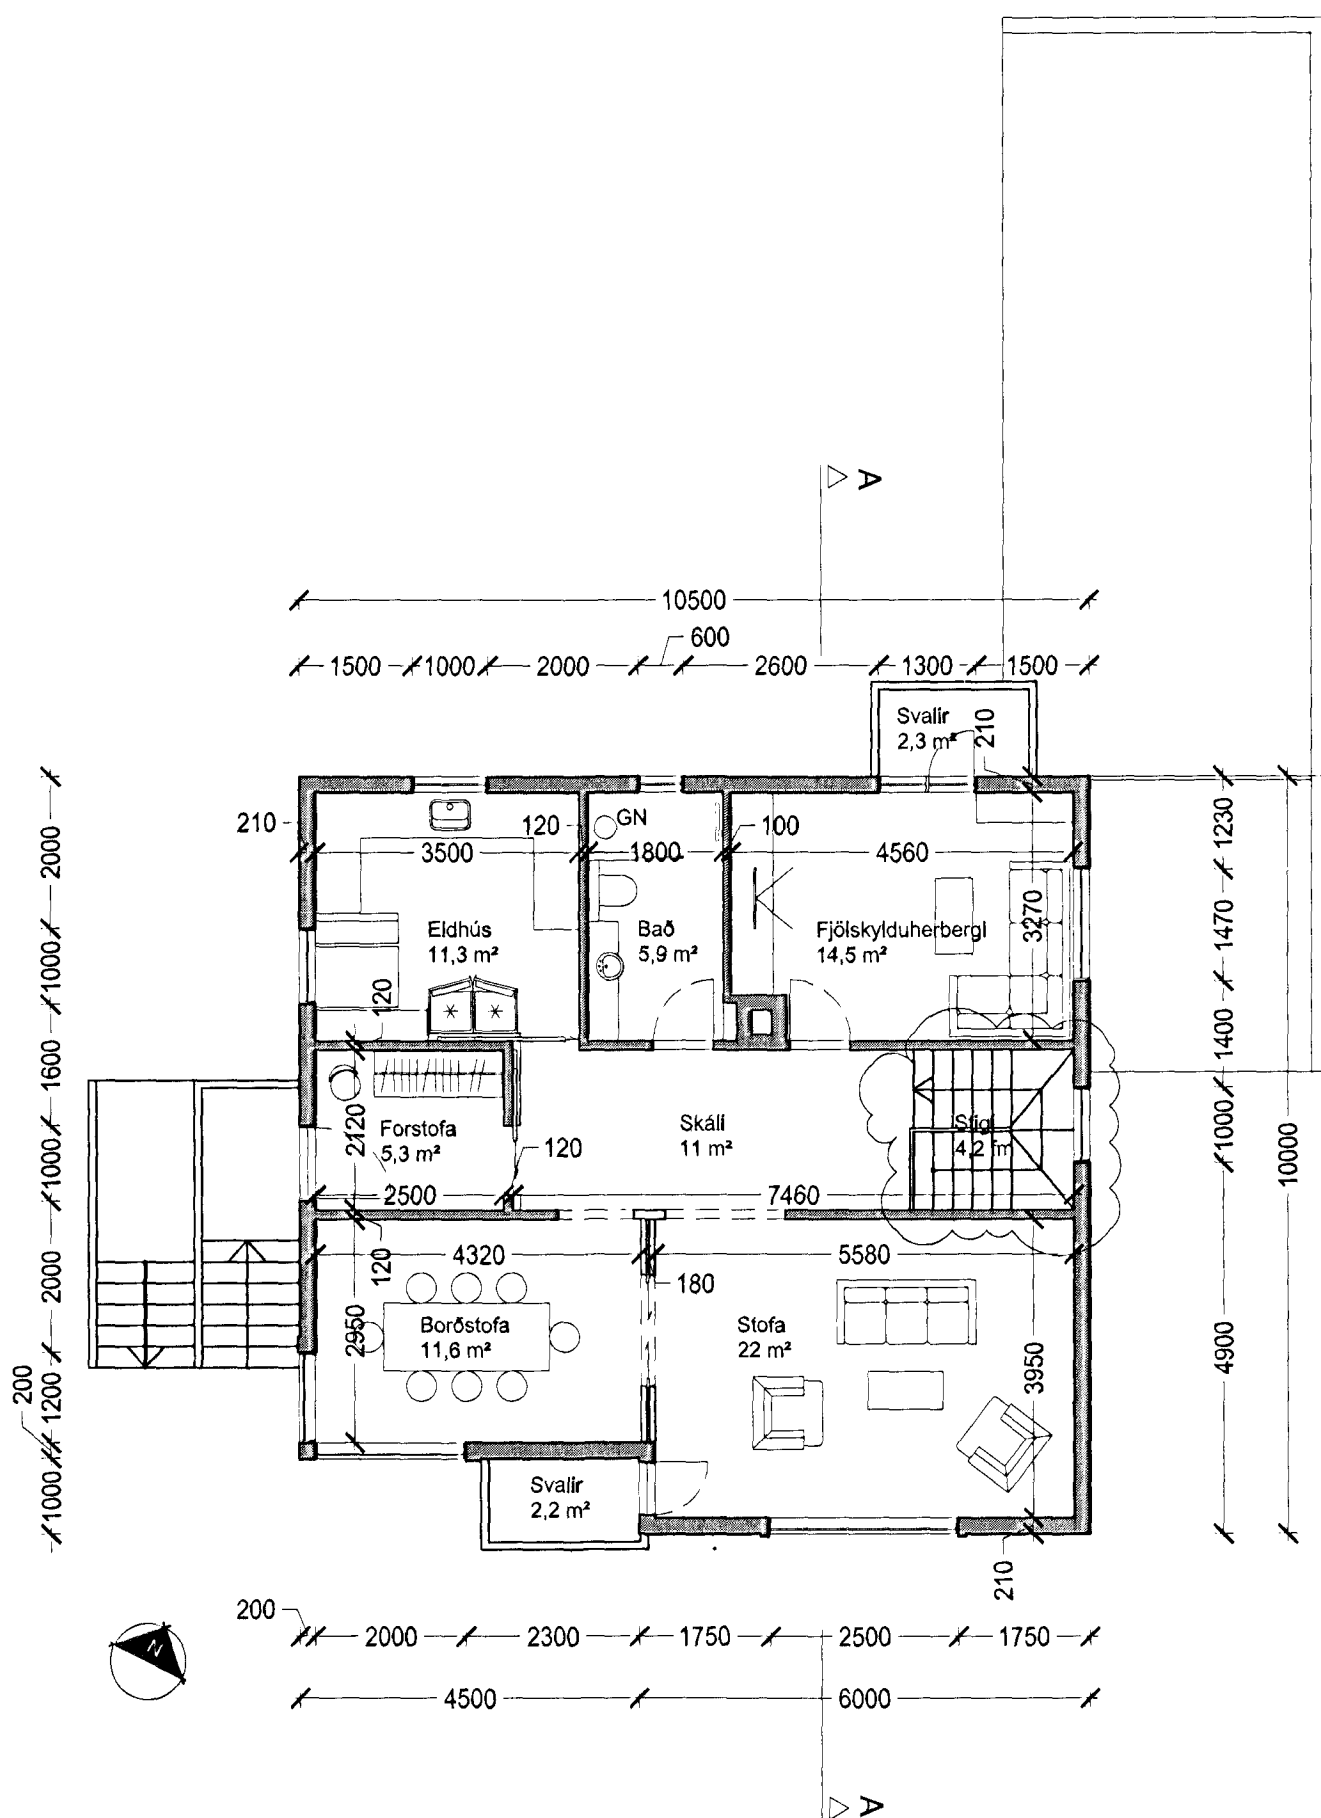 A
10500
600
1500
1000
2000
2600
1300
1500
Svalir
2,3 m²
210
210
120
GN
100
3500
1800
4560
Eldhús
11,3 m²
Bað
5,9 m²
Fjölskylduherbergi
14,5 m²
3270
120
2000
1000
1600
1000
1000
2000
1200
200
1000
1230
1470
1400
1000
4900
10000
Forstofa
5,3 m²
2120
120
Skáli
11 m²
Stigi
4,2 fm
2500
7460
120
4320
5580
180
Borðstofa
11,6 m²
2950
Stofa
22 m²
3950
Svalir
2,2 m²
210
200
2000
2300
1750
2500
1750
4500
6000
N
A